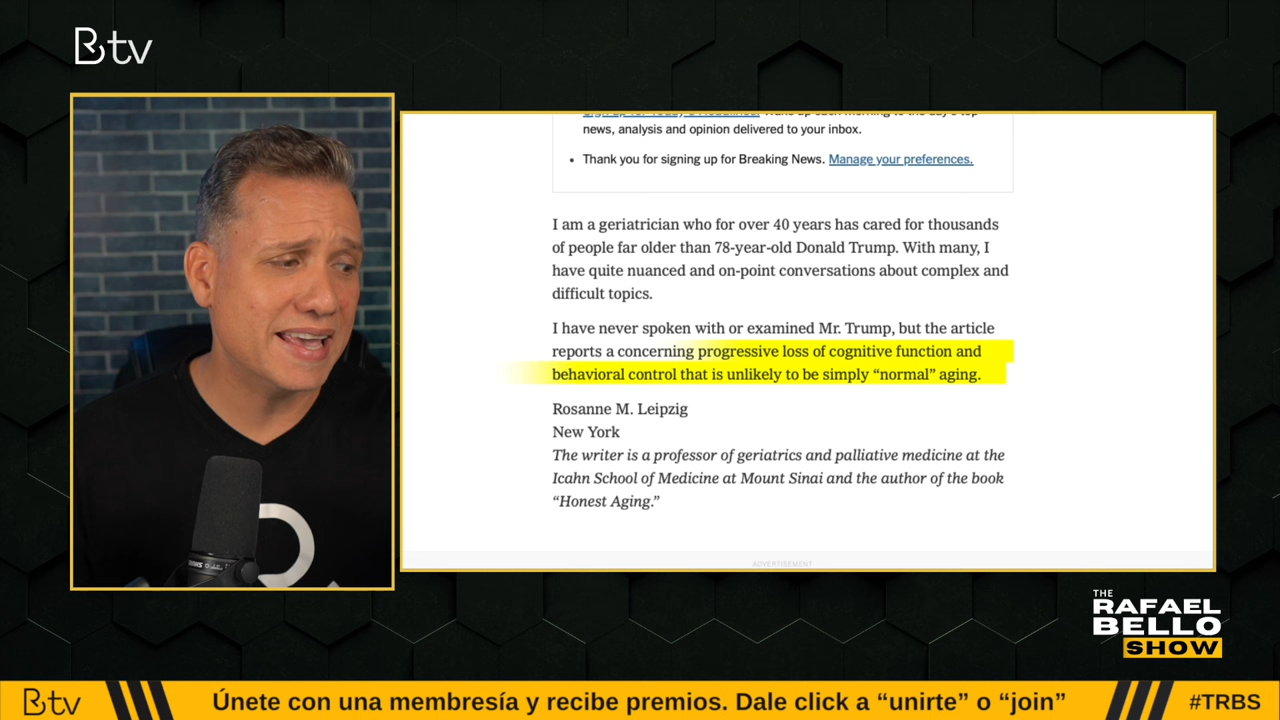 Btv
news, analysis and opinion delivered to your inbox.
• Thank you for signing up for Breaking News. Manage your preferences.
I am a geriatrician who for over 40 years has cared for thousands
of people far older than 78-year-old Donald Trump. With many, I
have quite nuanced and on-point conversations about complex and
difficult topics.
I have never spoken with or examined Mr. Trump, but the article
reports a concerning progressive loss of cognitive function and
behavioral control that is unlikely to be simply “normal” aging.
Rosanne M. Leipzig
New York
The writer is a professor of geriatrics and palliative medicine at the
Icahn School of Medicine at Mount Sinai and the author of the book
“Honest Aging.”
ADVERTISEMENT
THE
RAFAEL
BELLO
SHOW
Btv
Únete con una membresía y recibe premios. Dale click a “unirte” o “join”
#TRBS